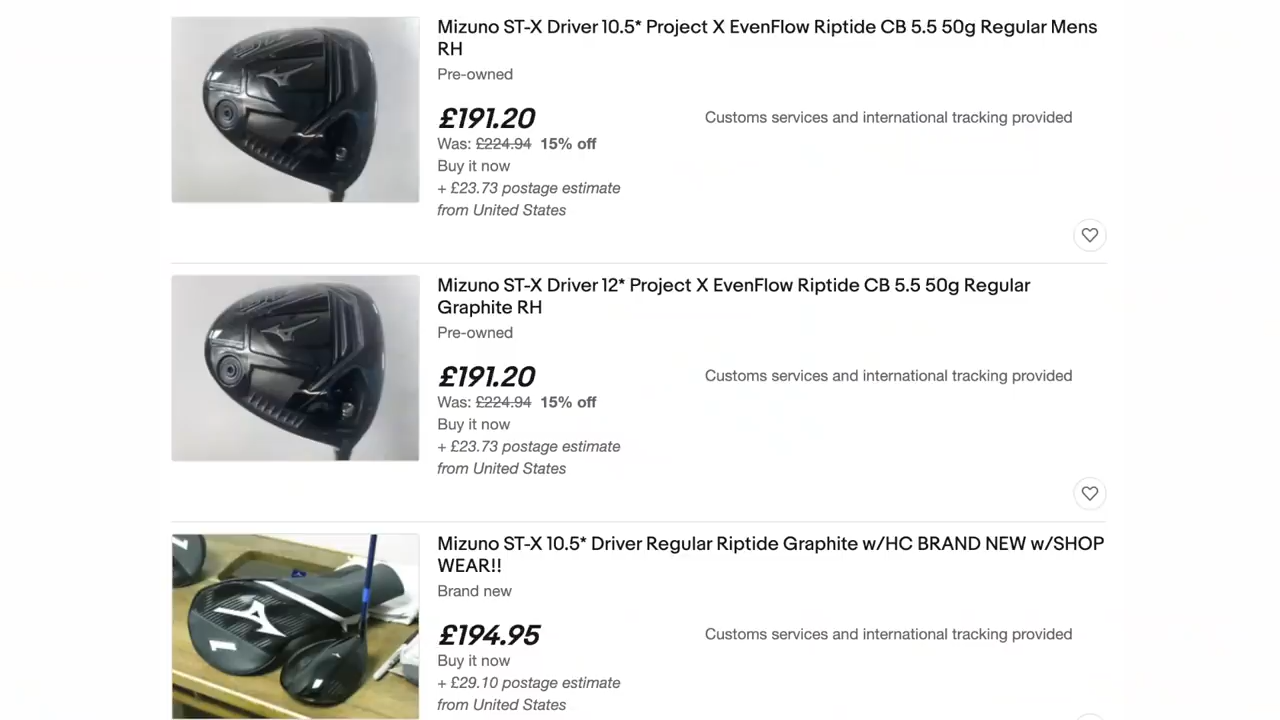 Mizuno ST-X Driver 10.5* Project X EvenFlow Riptide CB 5.5 50g Regular Mens
RH
Pre-owned
£191.20
Customs services and international tracking provided
Was: £224.94 15% off
Buy it now
+ £23.73 postage estimate
from United States
Mizuno ST-X Driver 12* Project X EvenFlow Riptide CB 5.5 50g Regular
Graphite RH
Pre-owned
£191.20
Customs services and international tracking provided
Was: £224.94 15% off
Buy it now
+ £23.73 postage estimate
from United States
Mizuno ST-X 10.5* Driver Regular Riptide Graphite w/HC BRAND NEW w/SHOP
WEAR!!
Brand new
£194.95
Customs services and international tracking provided
Buy it now
+ £29.10 postage estimate
from United States
1